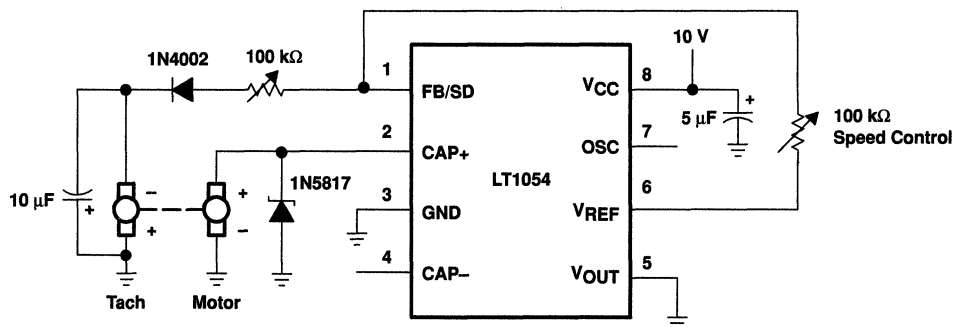 1N4002
100 kΩ
1
FB/SD
2
CAP+
1N5817
3
GND
4
CAP–
LT1054
10 V
8
VCC
5 µF
+
7
OSC
6
VREF
5
VOUT
100 kΩ
Speed Control
10 µF
+
–
+
+
–
Tach
Motor